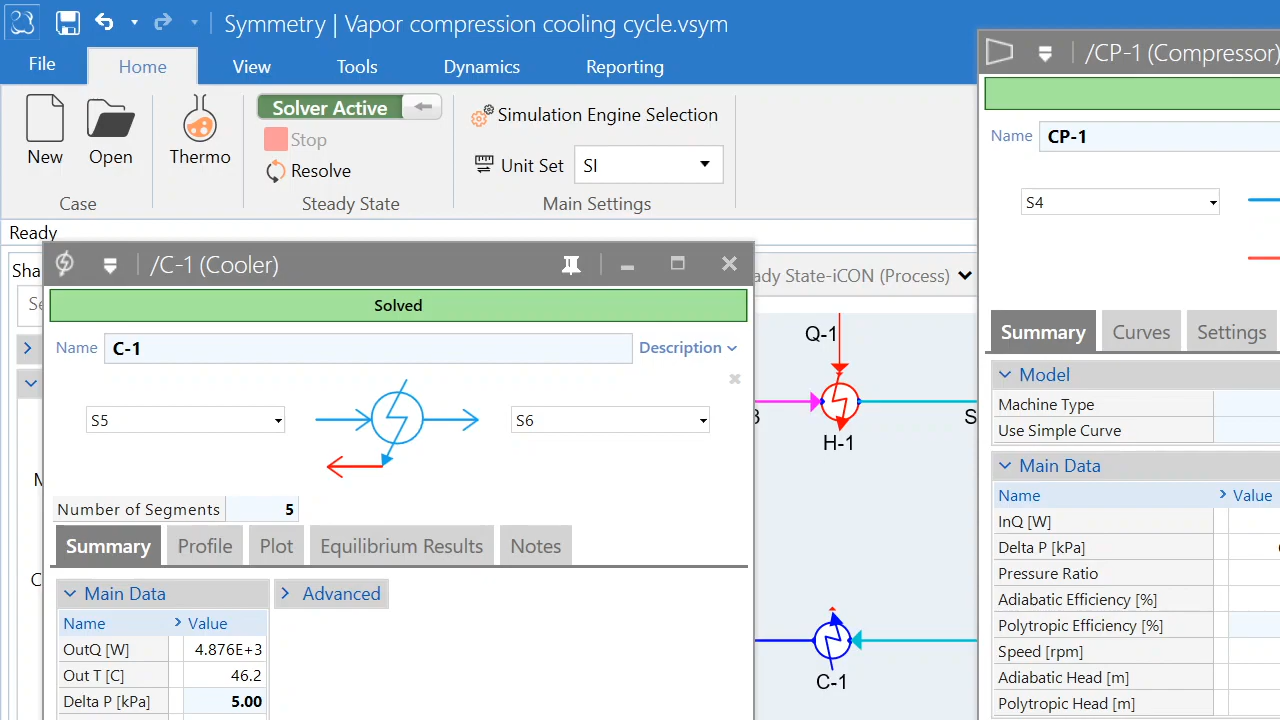 Symmetry | Vapor compression cooling cycle.vsym
File
Home
View
Tools
Dynamics
Reporting
New
Open
Case
Thermo
Solver Active
Stop
Resolve
Steady State
Simulation Engine Selection
Unit Set
SI
Main Settings
Ready
Sha
/C-1 (Cooler)
Solved
Name
C-1
Description
S5
S6
Number of Segments
5
Summary
Profile
Plot
Equilibrium Results
Notes
Main Data
Advanced
Name
Value
OutQ [W]
4.876E+3
Out T [C]
46.2
Delta P [kPa]
5.00
ady State-iCON (Process)
Q-1
H-1
S
C-1
/CP-1 (Compressor)
Name
CP-1
S4
Summary
Curves
Settings
Model
Machine Type
Use Simple Curve
Main Data
Name
Value
InQ [W]
Delta P [kPa]
Pressure Ratio
Adiabatic Efficiency [%]
Polytropic Efficiency [%]
Speed [rpm]
Adiabatic Head [m]
Polytropic Head [m]